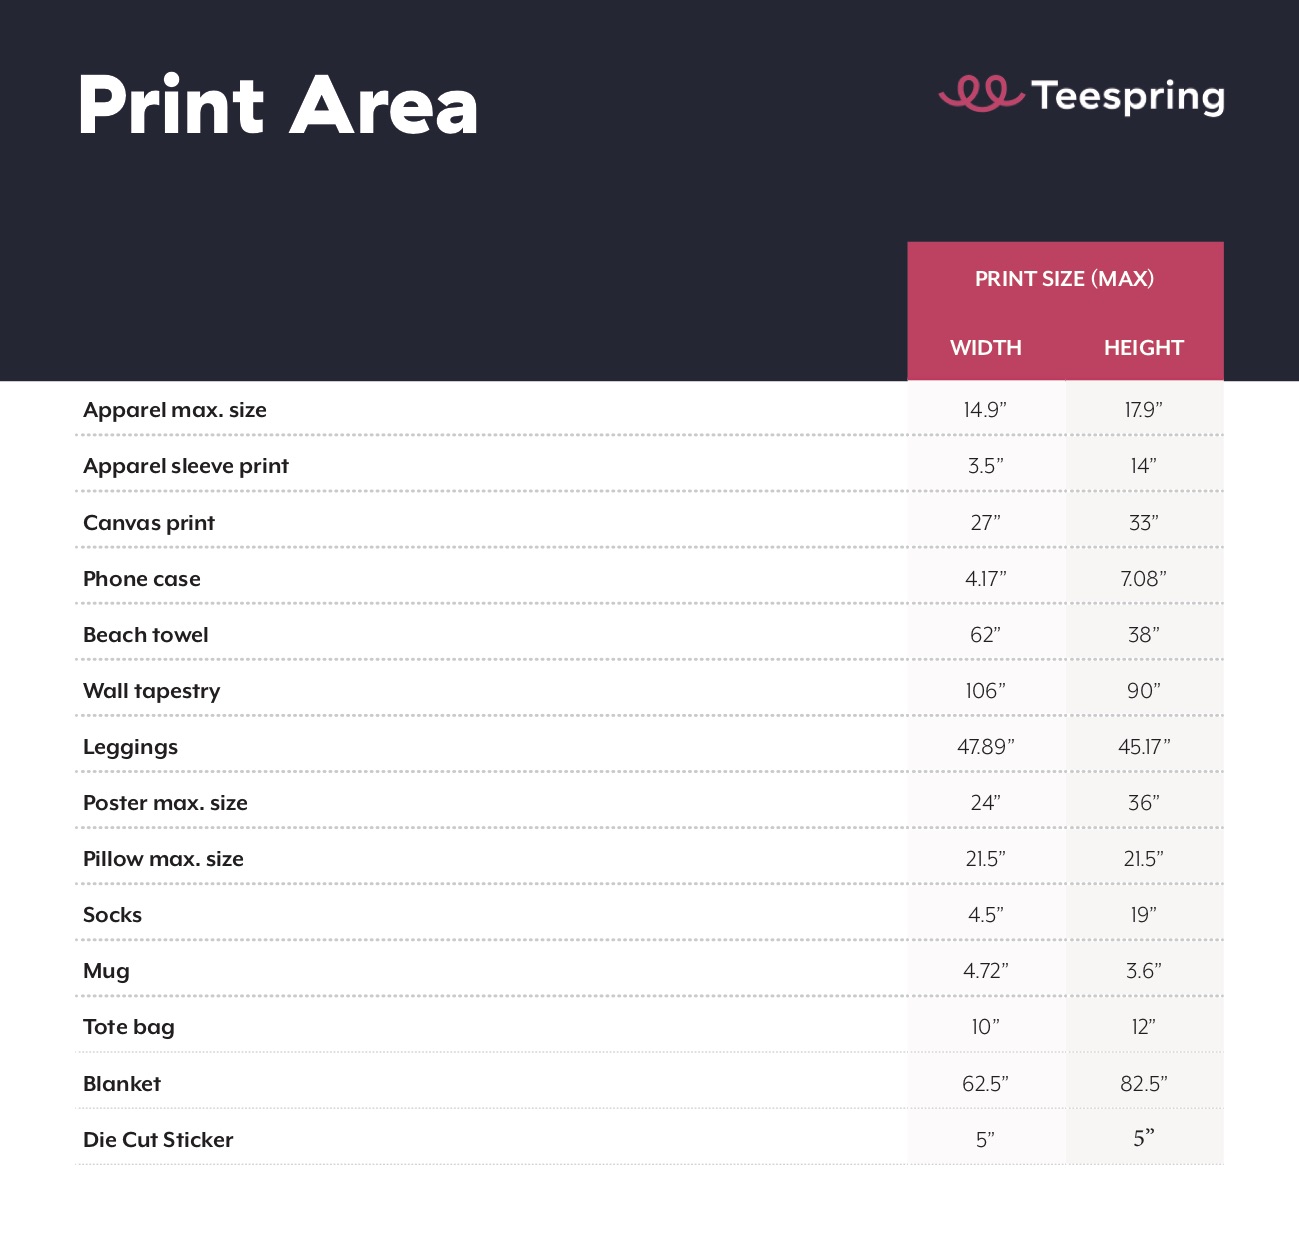 Print Area
Teespring
PRINT SIZE (MAX)
WIDTH HEIGHT
Apparel max. size 14.9” 17.9”
Apparel sleeve print 3.5” 14”
Canvas print 27” 33”
Phone case 4.17” 7.08”
Beach towel 62” 38”
Wall tapestry 106” 90”
Leggings 47.89” 45.17”
Poster max. size 24” 36”
Pillow max. size 21.5” 21.5”
Socks 4.5” 19”
Mug 4.72” 3.6”
Tote bag 10” 12”
Blanket 62.5” 82.5”
Die Cut Sticker 5” 5”